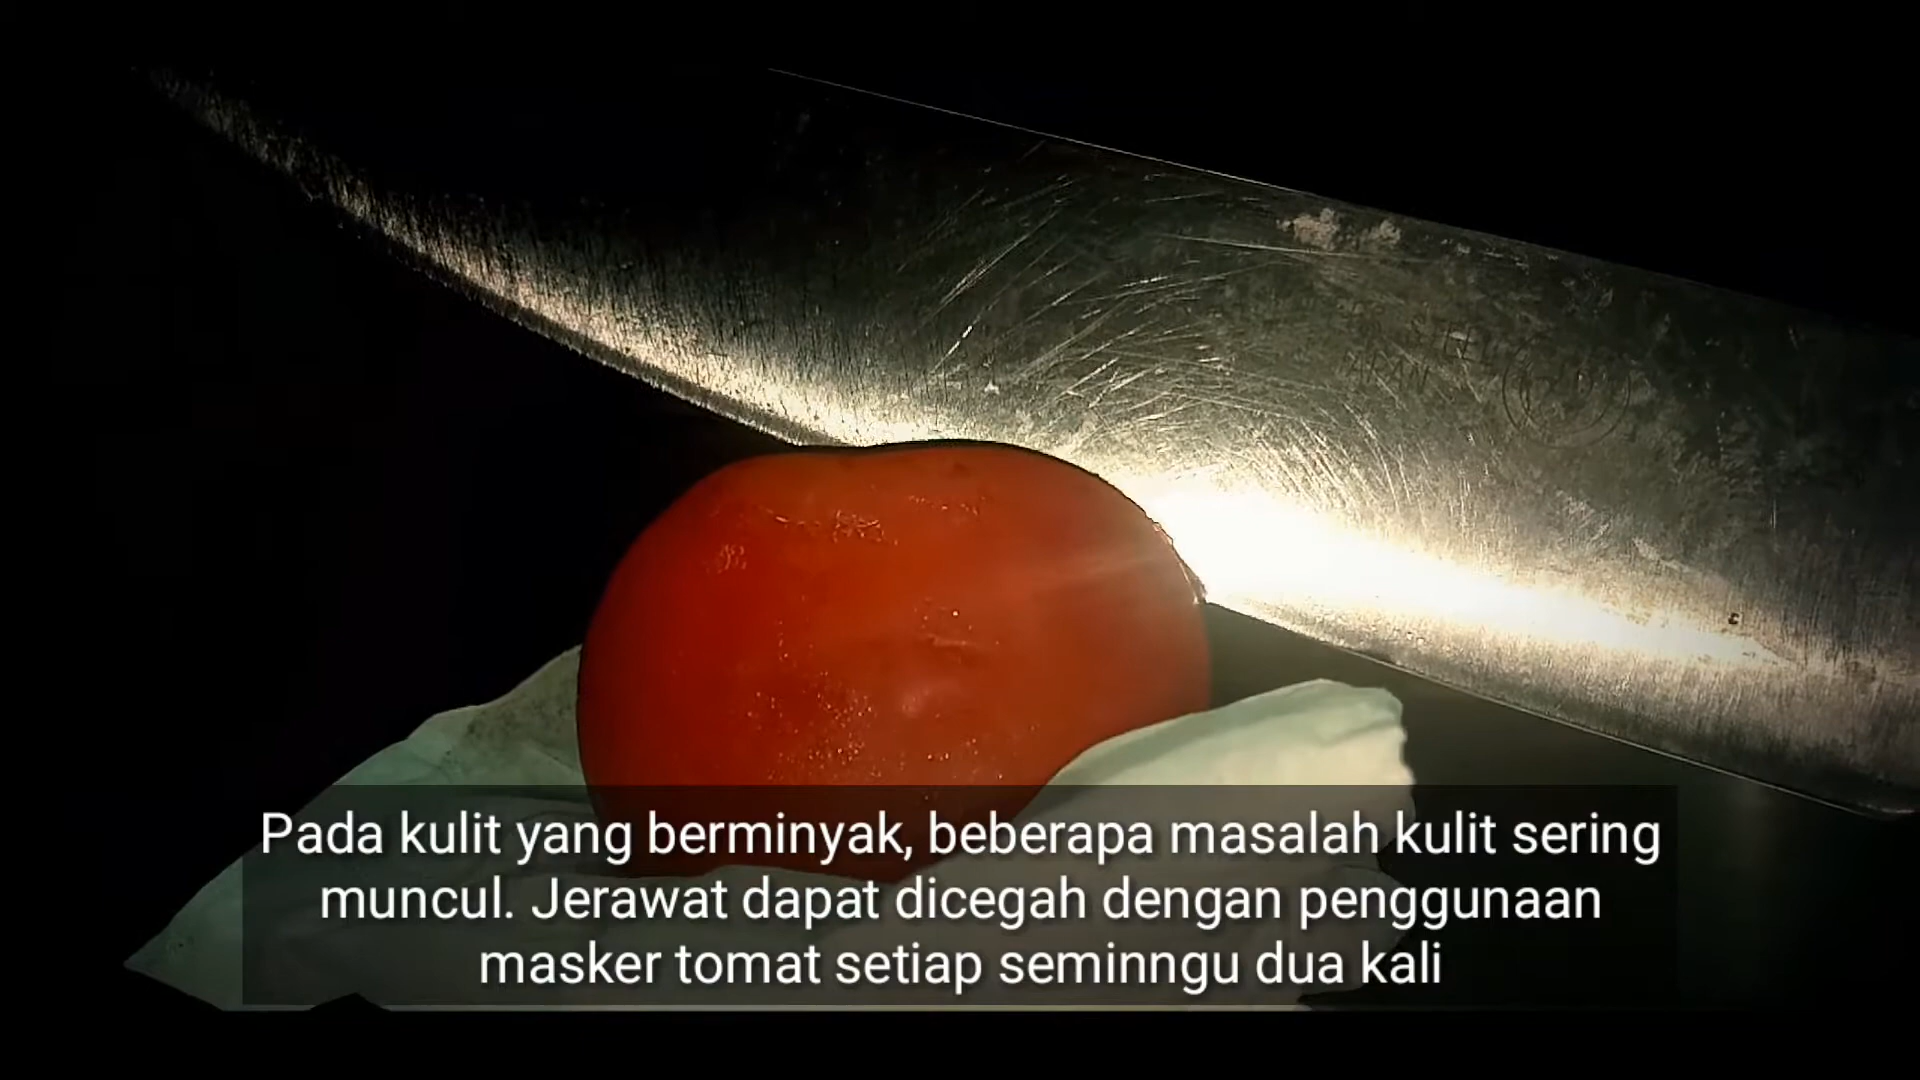 Pada kulit yang berminyak, beberapa masalah kulit sering
muncul. Jerawat dapat dicegah dengan penggunaan
masker tomat setiap seminngu dua kali